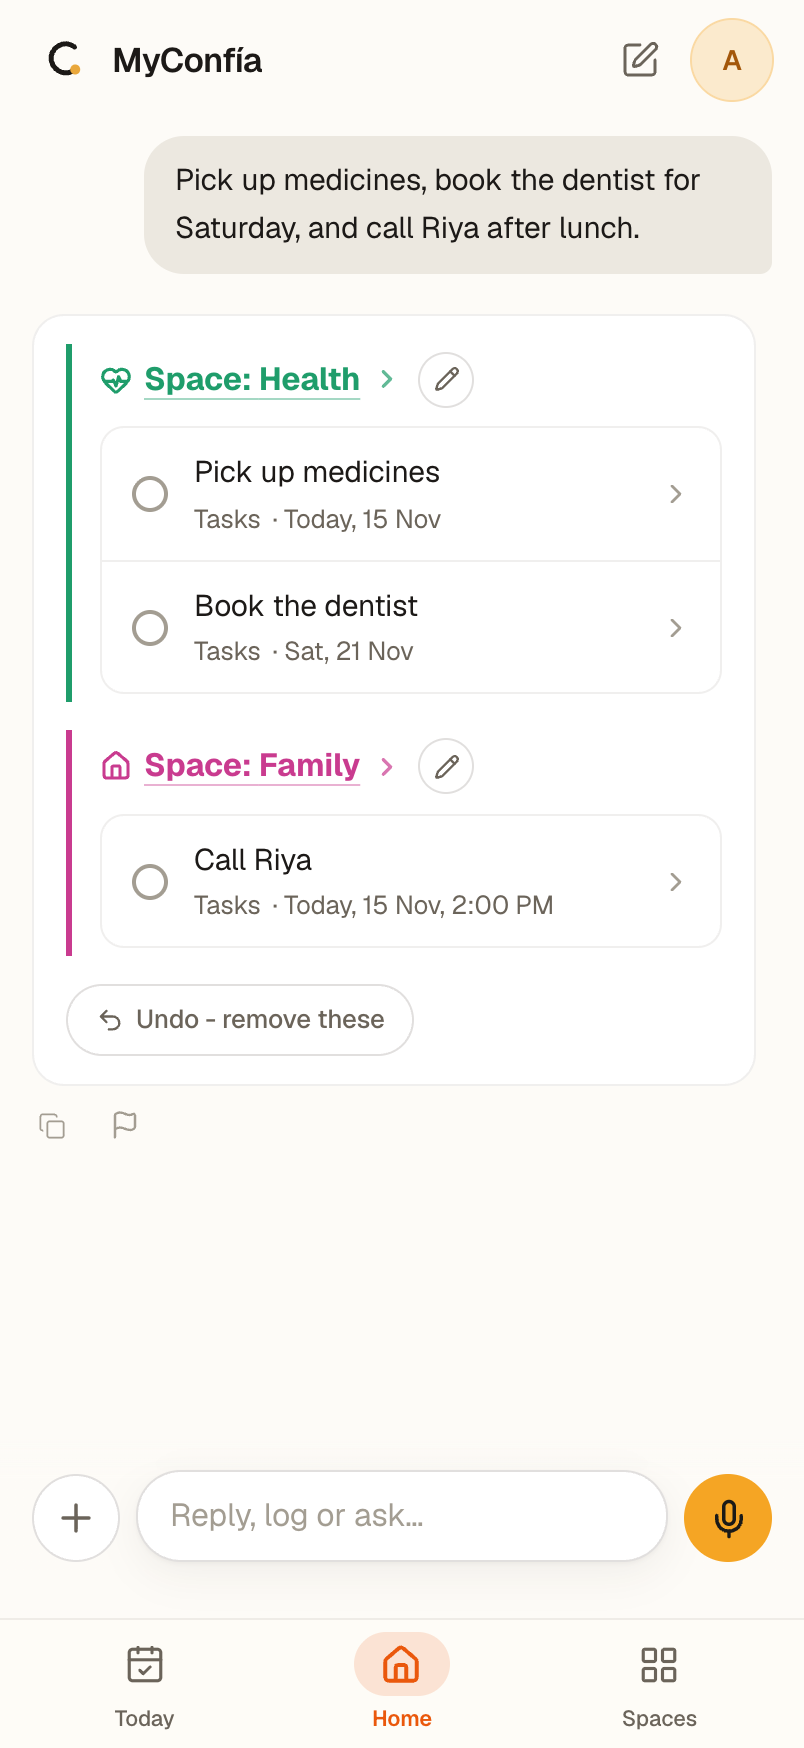 MyConfía
A
Pick up medicines, book the dentist for
Saturday, and call Riya after lunch.
Space: Health
Pick up medicines
Tasks · Today, 15 Nov
Book the dentist
Tasks · Sat, 21 Nov
Space: Family
Call Riya
Tasks · Today, 15 Nov, 2:00 PM
Undo - remove these
Reply, log or ask...
Today
Home
Spaces